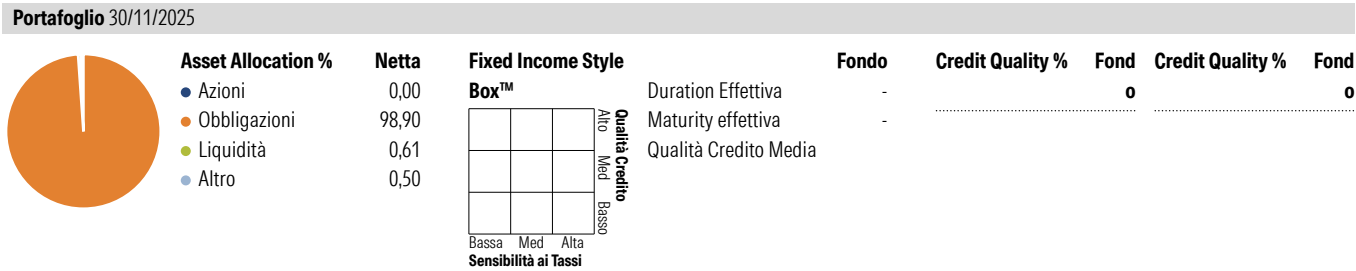 Portafoglio 30/11/2025
Asset Allocation % Netta
Azioni 0,00
Obbligazioni 98,90
Liquidità 0,61
Altro 0,50
Fixed Income Style
Box™
Alto Med Basso
Qualità Credito
Bassa Med Alta
Sensibilità ai Tassi
Fondo
Duration Effettiva -
Maturity effettiva -
Qualità Credito Media
Credit Quality % Fond
o
Credit Quality % Fond
o